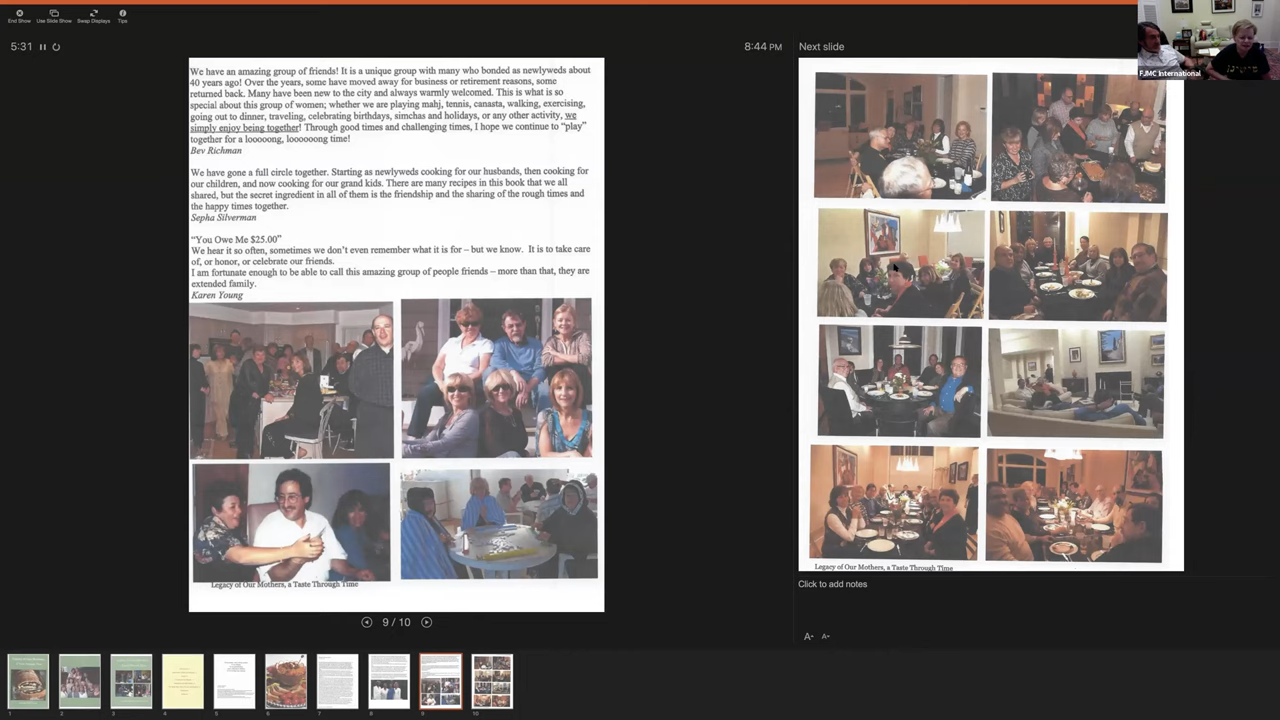 End Show
Use Slide Show
Swap Displays
Tips
5:31
8:44 PM
Next slide
FJMC International
We have an amazing group of friends! It is a unique group with many who bonded as newlyweds about
40 years ago! Over the years, some have moved away for business or retirement reasons, some
returned back. Many have been new to the city and always warmly welcomed. This is what is so
special about this group of women; whether we are playing mahj, tennis, canasta, walking, exercising,
going out to dinner, traveling, celebrating birthdays, simchas and holidays, or any other activity, we
simply enjoy being together! Through good times and challenging times, I hope we continue to “play”
together for a looooong, loooooong time!
Bev Richman
We have gone a full circle together. Starting as newlyweds cooking for our husbands, then cooking for
our children, and now cooking for our grand kids. There are many recipes in this book that we all
shared, but the secret ingredient in all of them is the friendship and the sharing of the rough times and
the happy times together.
Sepha Silverman
“You Owe Me $25.00”
We hear it so often, sometimes we don’t even remember what it is for – but we know. It is to take care
of, or honor, or celebrate our friends.
I am fortunate enough to be able to call this amazing group of people friends – more than that, they are
extended family.
Karen Young
Legacy of Our Mothers, a Taste Through Time
9 / 10
Legacy of Our Mothers, a Taste Through Time
Click to add notes
A
A
1
2
3
4
5
6
7
8
9
10